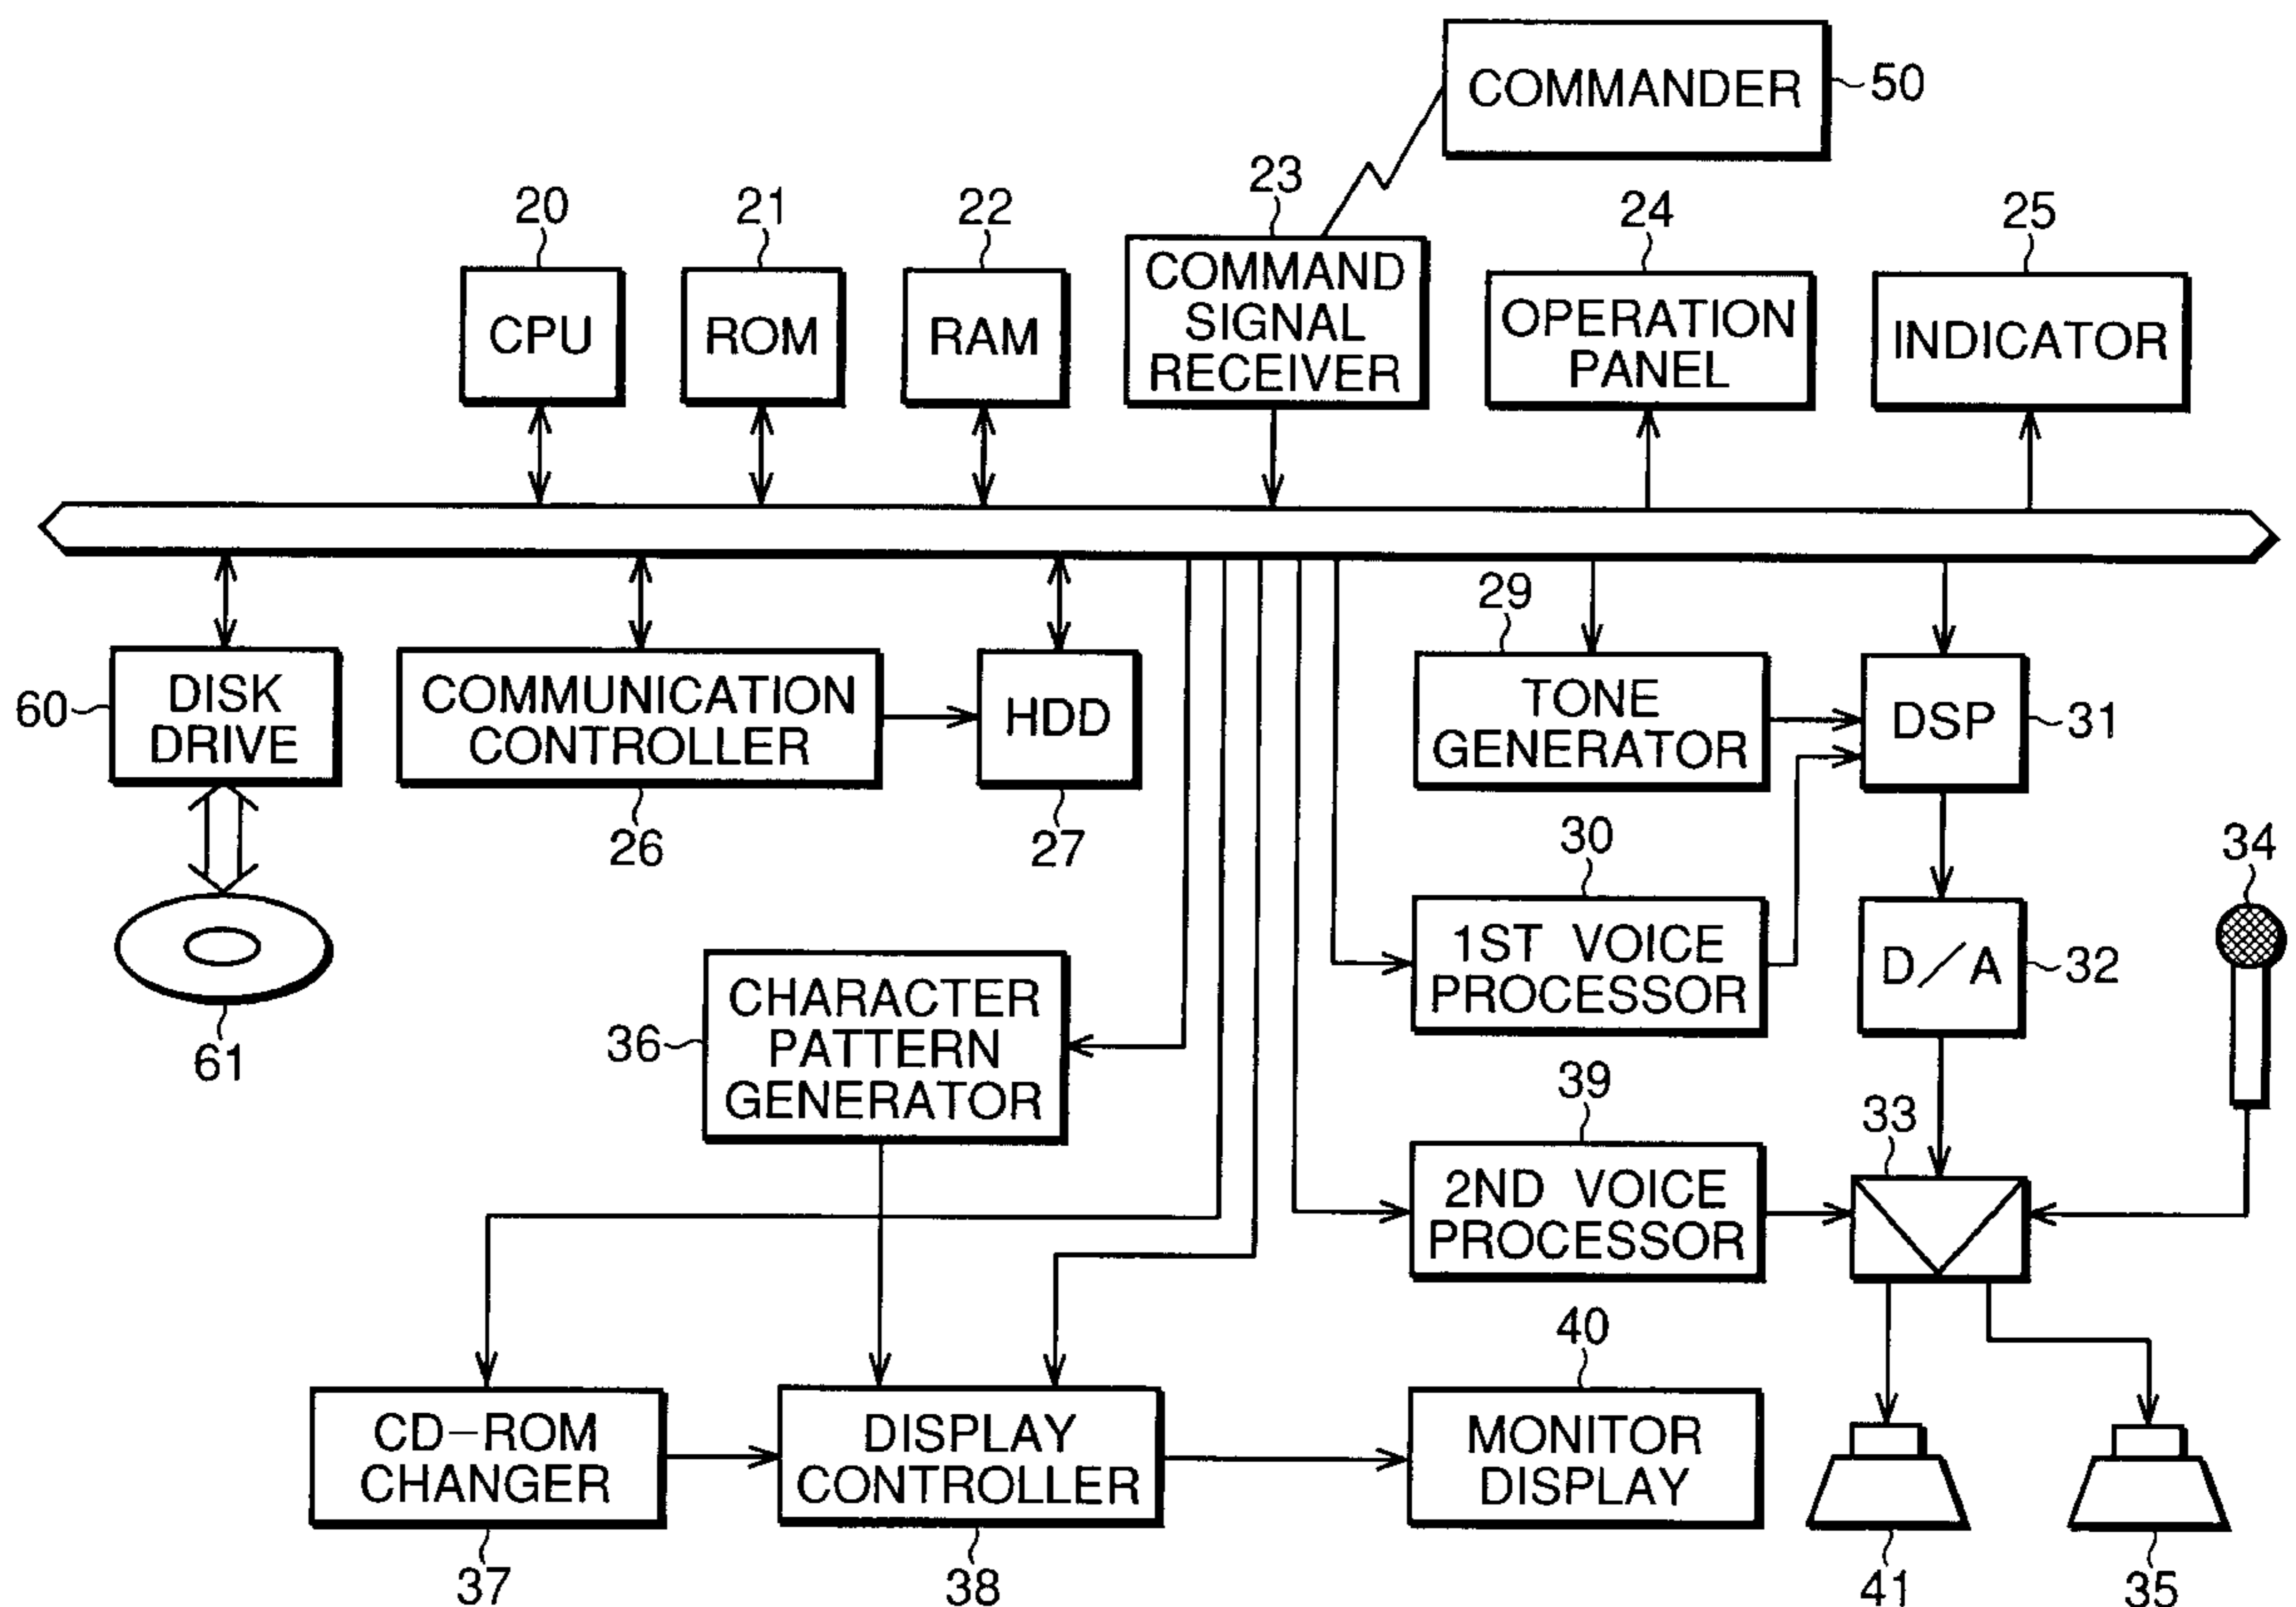 COMMANDER
50
23
20
21
22
24
25
CPU
ROM
RAM
COMMAND
SIGNAL
RECEIVER
OPERATION
PANEL
INDICATOR
29
60
DISK
DRIVE
COMMUNICATION
CONTROLLER
HDD
TONE
GENERATOR
DSP
31
26
27
30
34
1ST VOICE
PROCESSOR
D/A
32
61
36
CHARACTER
PATTERN
GENERATOR
39
33
2ND VOICE
PROCESSOR
40
CD-ROM
CHANGER
DISPLAY
CONTROLLER
MONITOR
DISPLAY
37
38
41
35